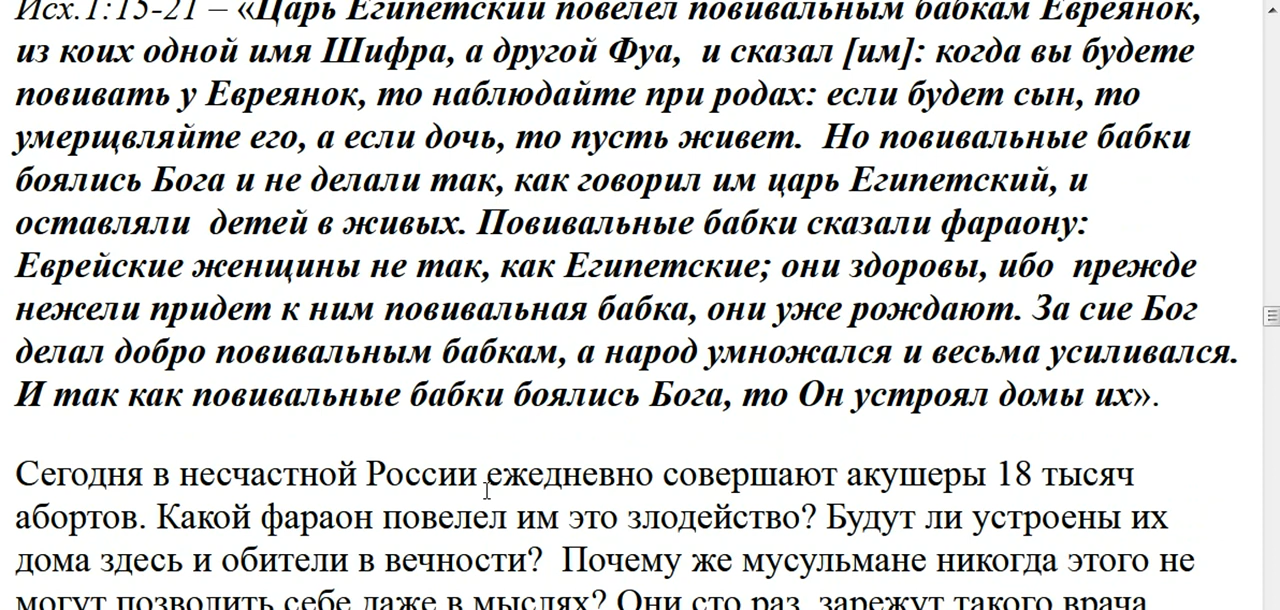 Исх.1:15-21 – «Царь Египетский повелел повивальным бабкам Евреянок,
из коих одной имя Шифра, а другой Фуа,  и сказал [им]: когда вы будете
повивать у Евреянок, то наблюдайте при родах: если будет сын, то
умерщвляйте его, а если дочь, то пусть живет.  Но повивальные бабки
боялись Бога и не делали так, как говорил им царь Египетский, и
оставляли  детей в живых. Повивальные бабки сказали фараону:
Еврейские женщины не так, как Египетские; они здоровы, ибо  прежде
нежели придет к ним повивальная бабка, они уже рождают. За сие Бог
делал добро повивальным бабкам, а народ умножался и весьма усиливался.
И так как повивальные бабки боялись Бога, то Он устроял домы их».
Сегодня в несчастной России ежедневно совершают акушеры 18 тысяч
абортов. Какой фараон повелел им это злодейство? Будут ли устроены их
дома здесь и обители в вечности?  Почему же мусульмане никогда этого не
могут позволить себе даже в мыслях? Они сто раз  зарежут такого врача